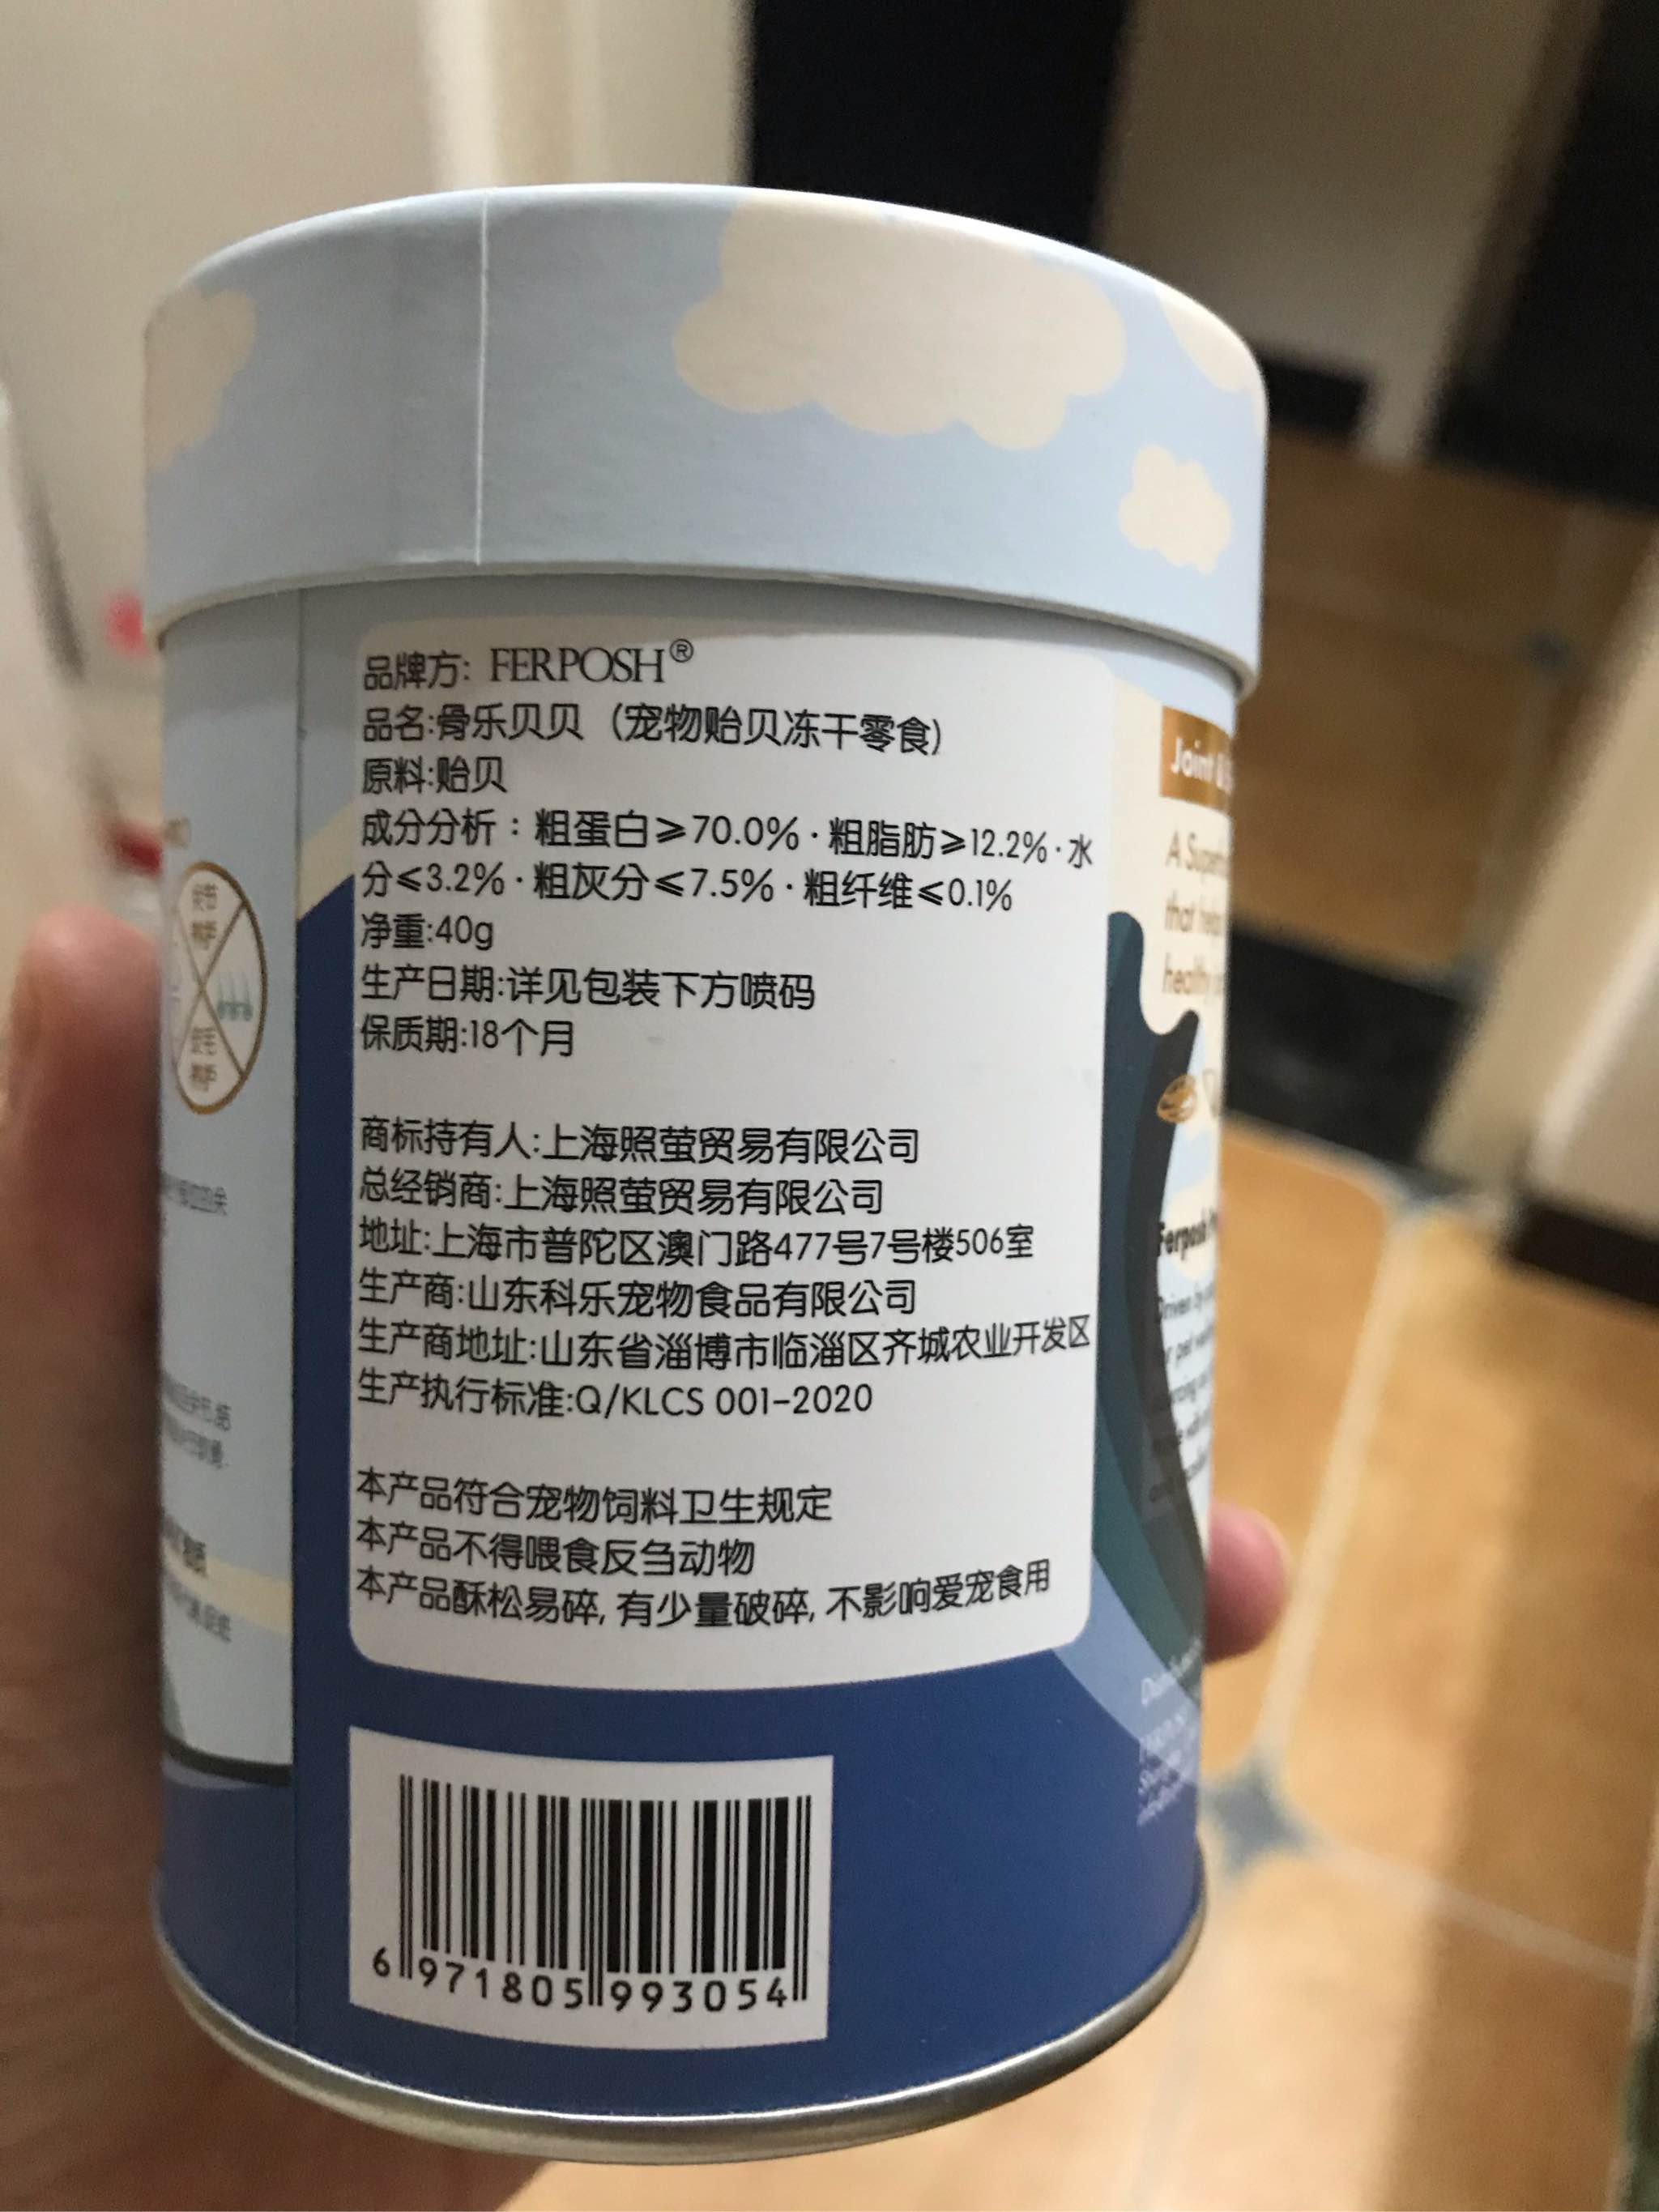 品牌方: FERPOSH®
品名:骨乐贝贝（宠物贻贝冻干零食）
原料:贻贝
成分分析：粗蛋白≥70.0%·粗脂肪≥12.2%·水
分≤3.2%·粗灰分≤7.5%·粗纤维≤0.1%
净重:40g
生产日期:详见包装下方喷码
保质期:18个月
商标持有人:上海照萤贸易有限公司
总经销商:上海照萤贸易有限公司
地址:上海市普陀区澳门路477号7号楼506室
生产商:山东科乐宠物食品有限公司
生产商地址:山东省淄博市临淄区齐城农业开发区
生产执行标准:Q/KLCS 001-2020
本产品符合宠物饲料卫生规定
本产品不得喂食反刍动物
本产品酥松易碎, 有少量破碎, 不影响爱宠食用
6 971805 993054
Joint
A
that
healthy
Ferposh
关节
养护
养护